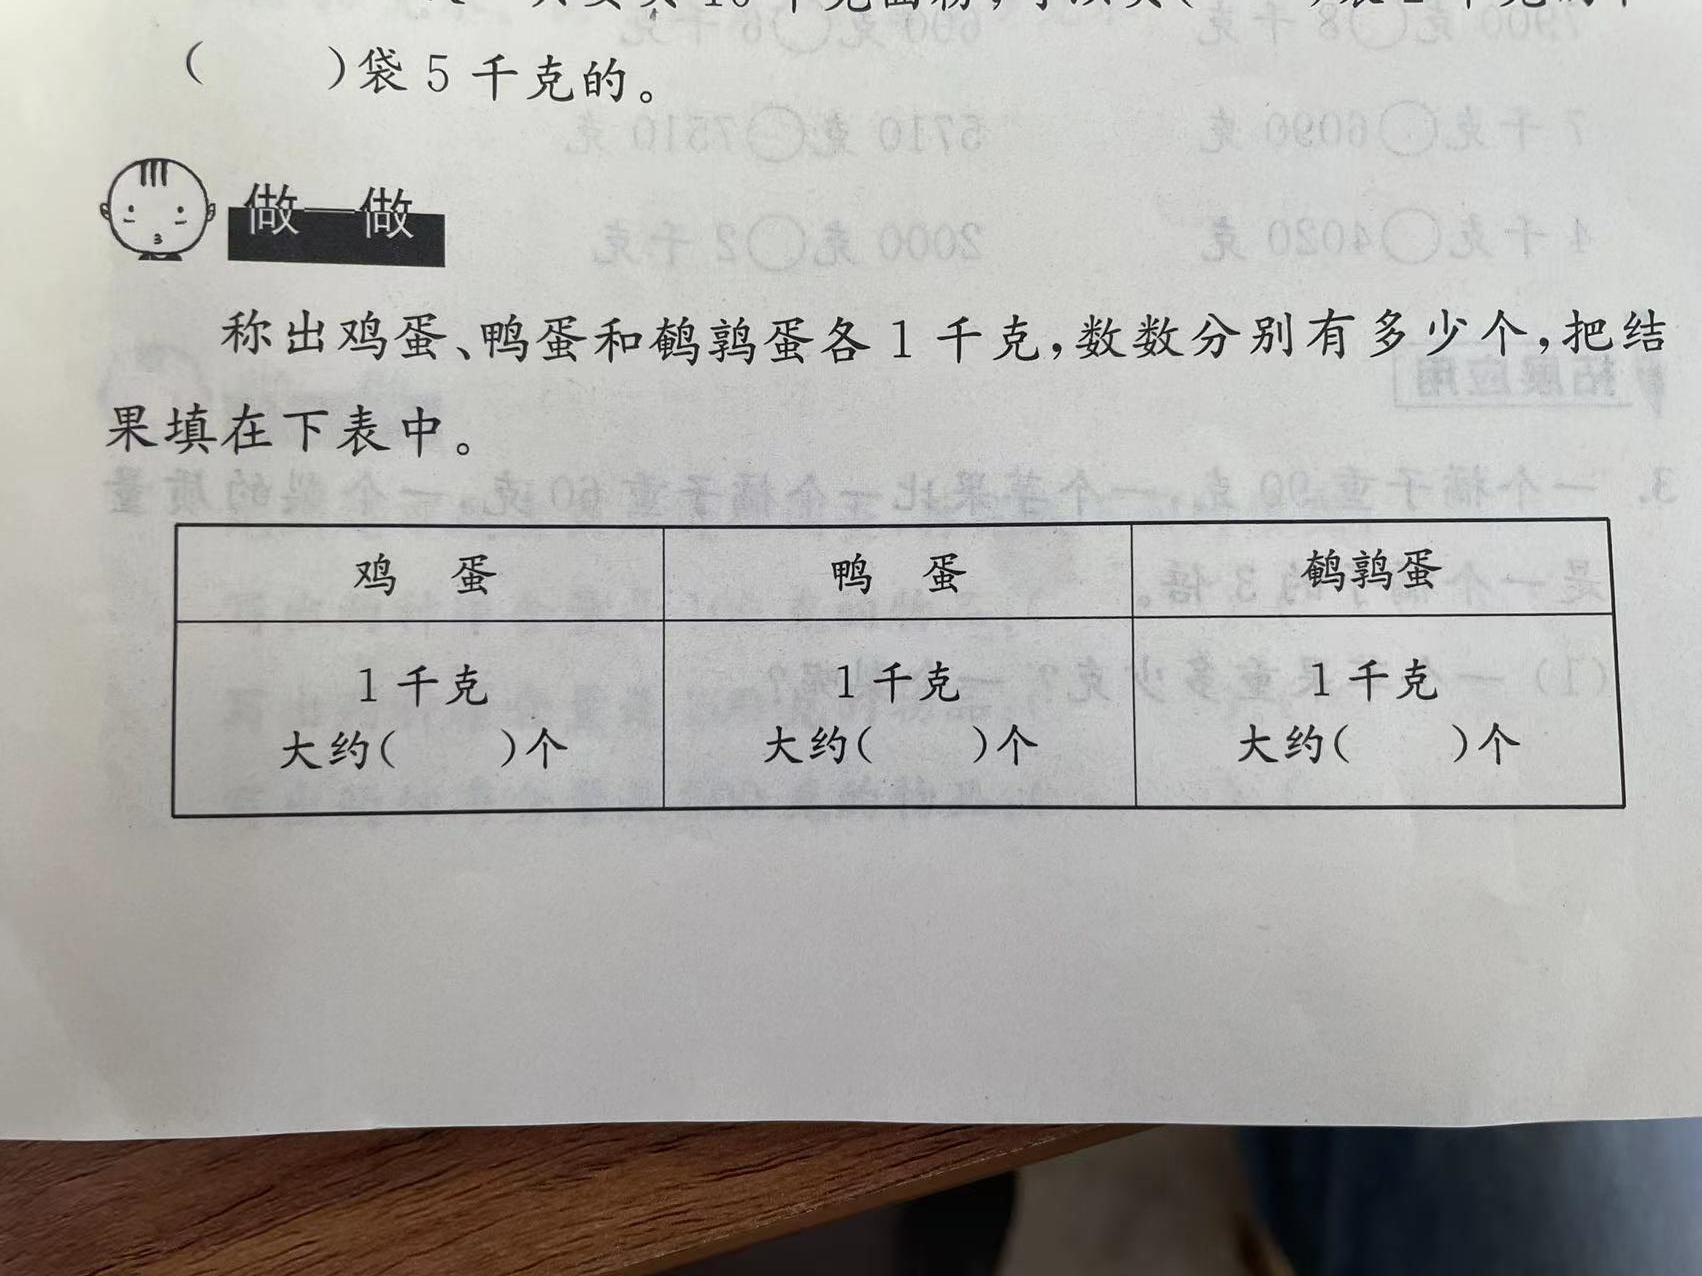 (　　)袋5千克的。
做一做
称出鸡蛋、鸭蛋和鹌鹑蛋各1千克,数数分别有多少个,把结
果填在下表中。
鸡　蛋　鸭　蛋　鹌鹑蛋
1千克　1千克　1千克
大约(　　)个　大约(　　)个　大约(　　)个